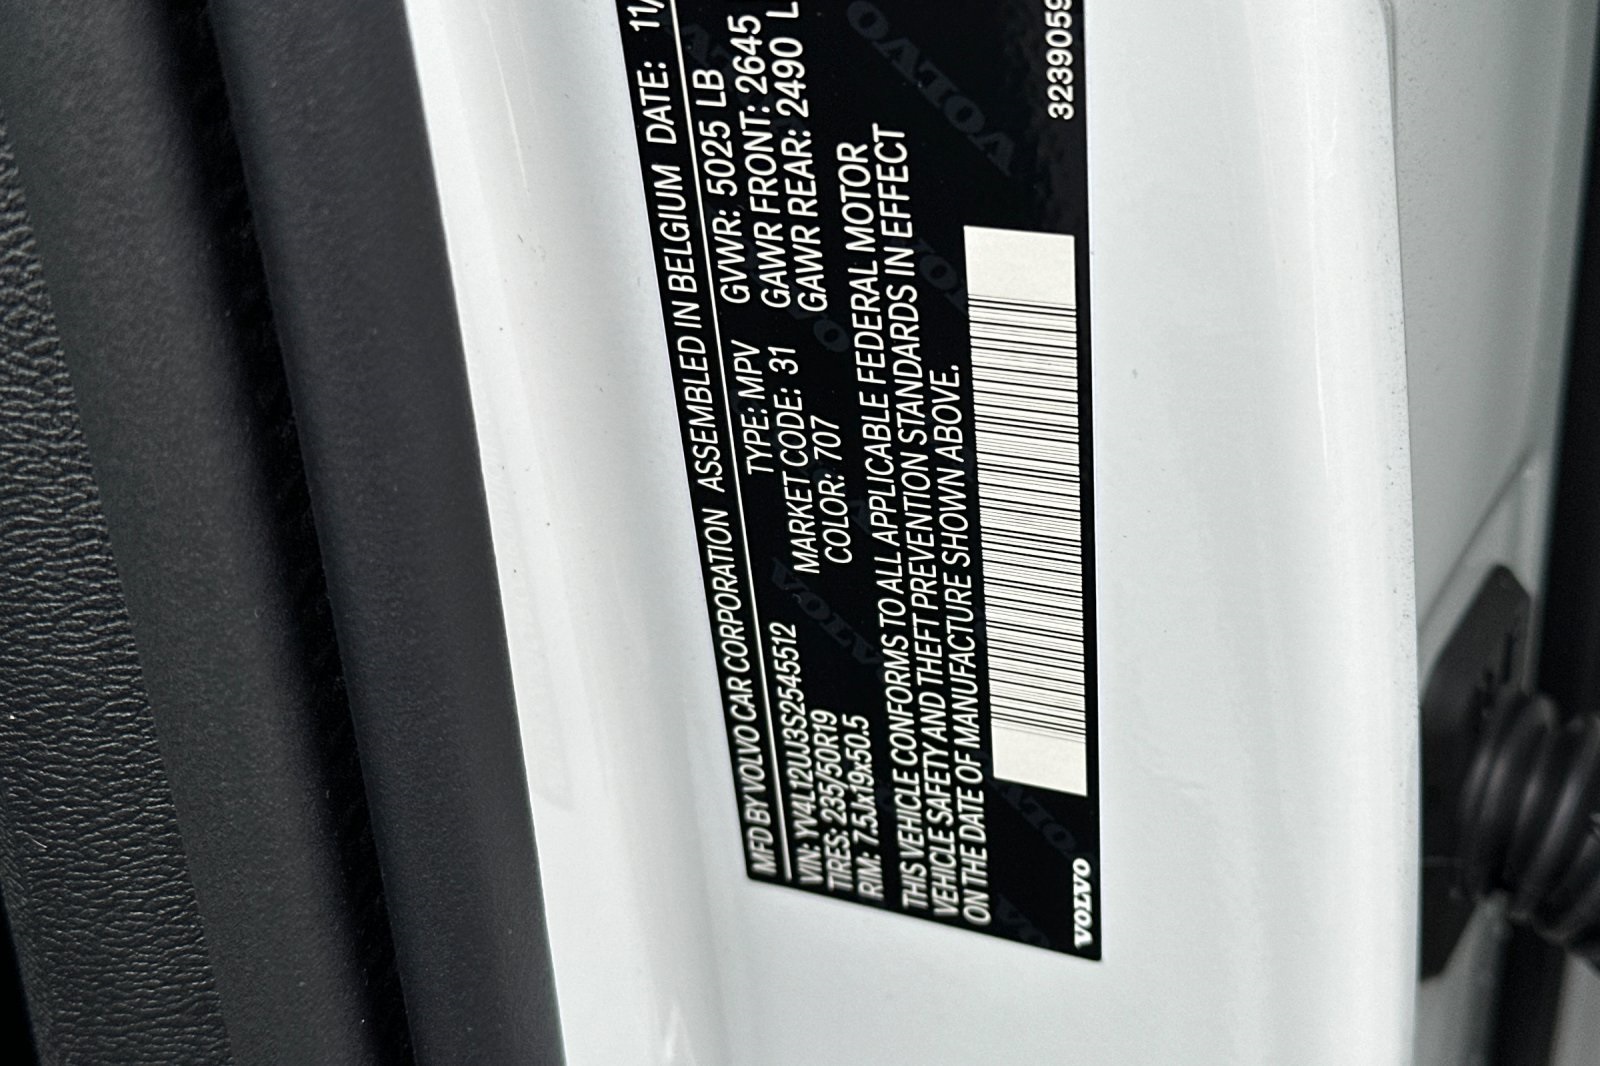 MFD BY VOLVO CAR CORPORATION ASSEMBLED IN BELGIUM DATE: 11/
VIN: YV4L12UJ3S2545512 TYPE: MPV GVWR: 5025 LB
TIRES: 235/50R19 MARKET CODE: 31 GAWR FRONT: 2645
RIM: 7.5Jx19x50.5 COLOR: 707 GAWR REAR: 2490 L
THIS VEHICLE CONFORMS TO ALL APPLICABLE FEDERAL MOTOR
VEHICLE SAFETY AND THEFT PREVENTION STANDARDS IN EFFECT
ON THE DATE OF MANUFACTURE SHOWN ABOVE.
VOLVO 3239059